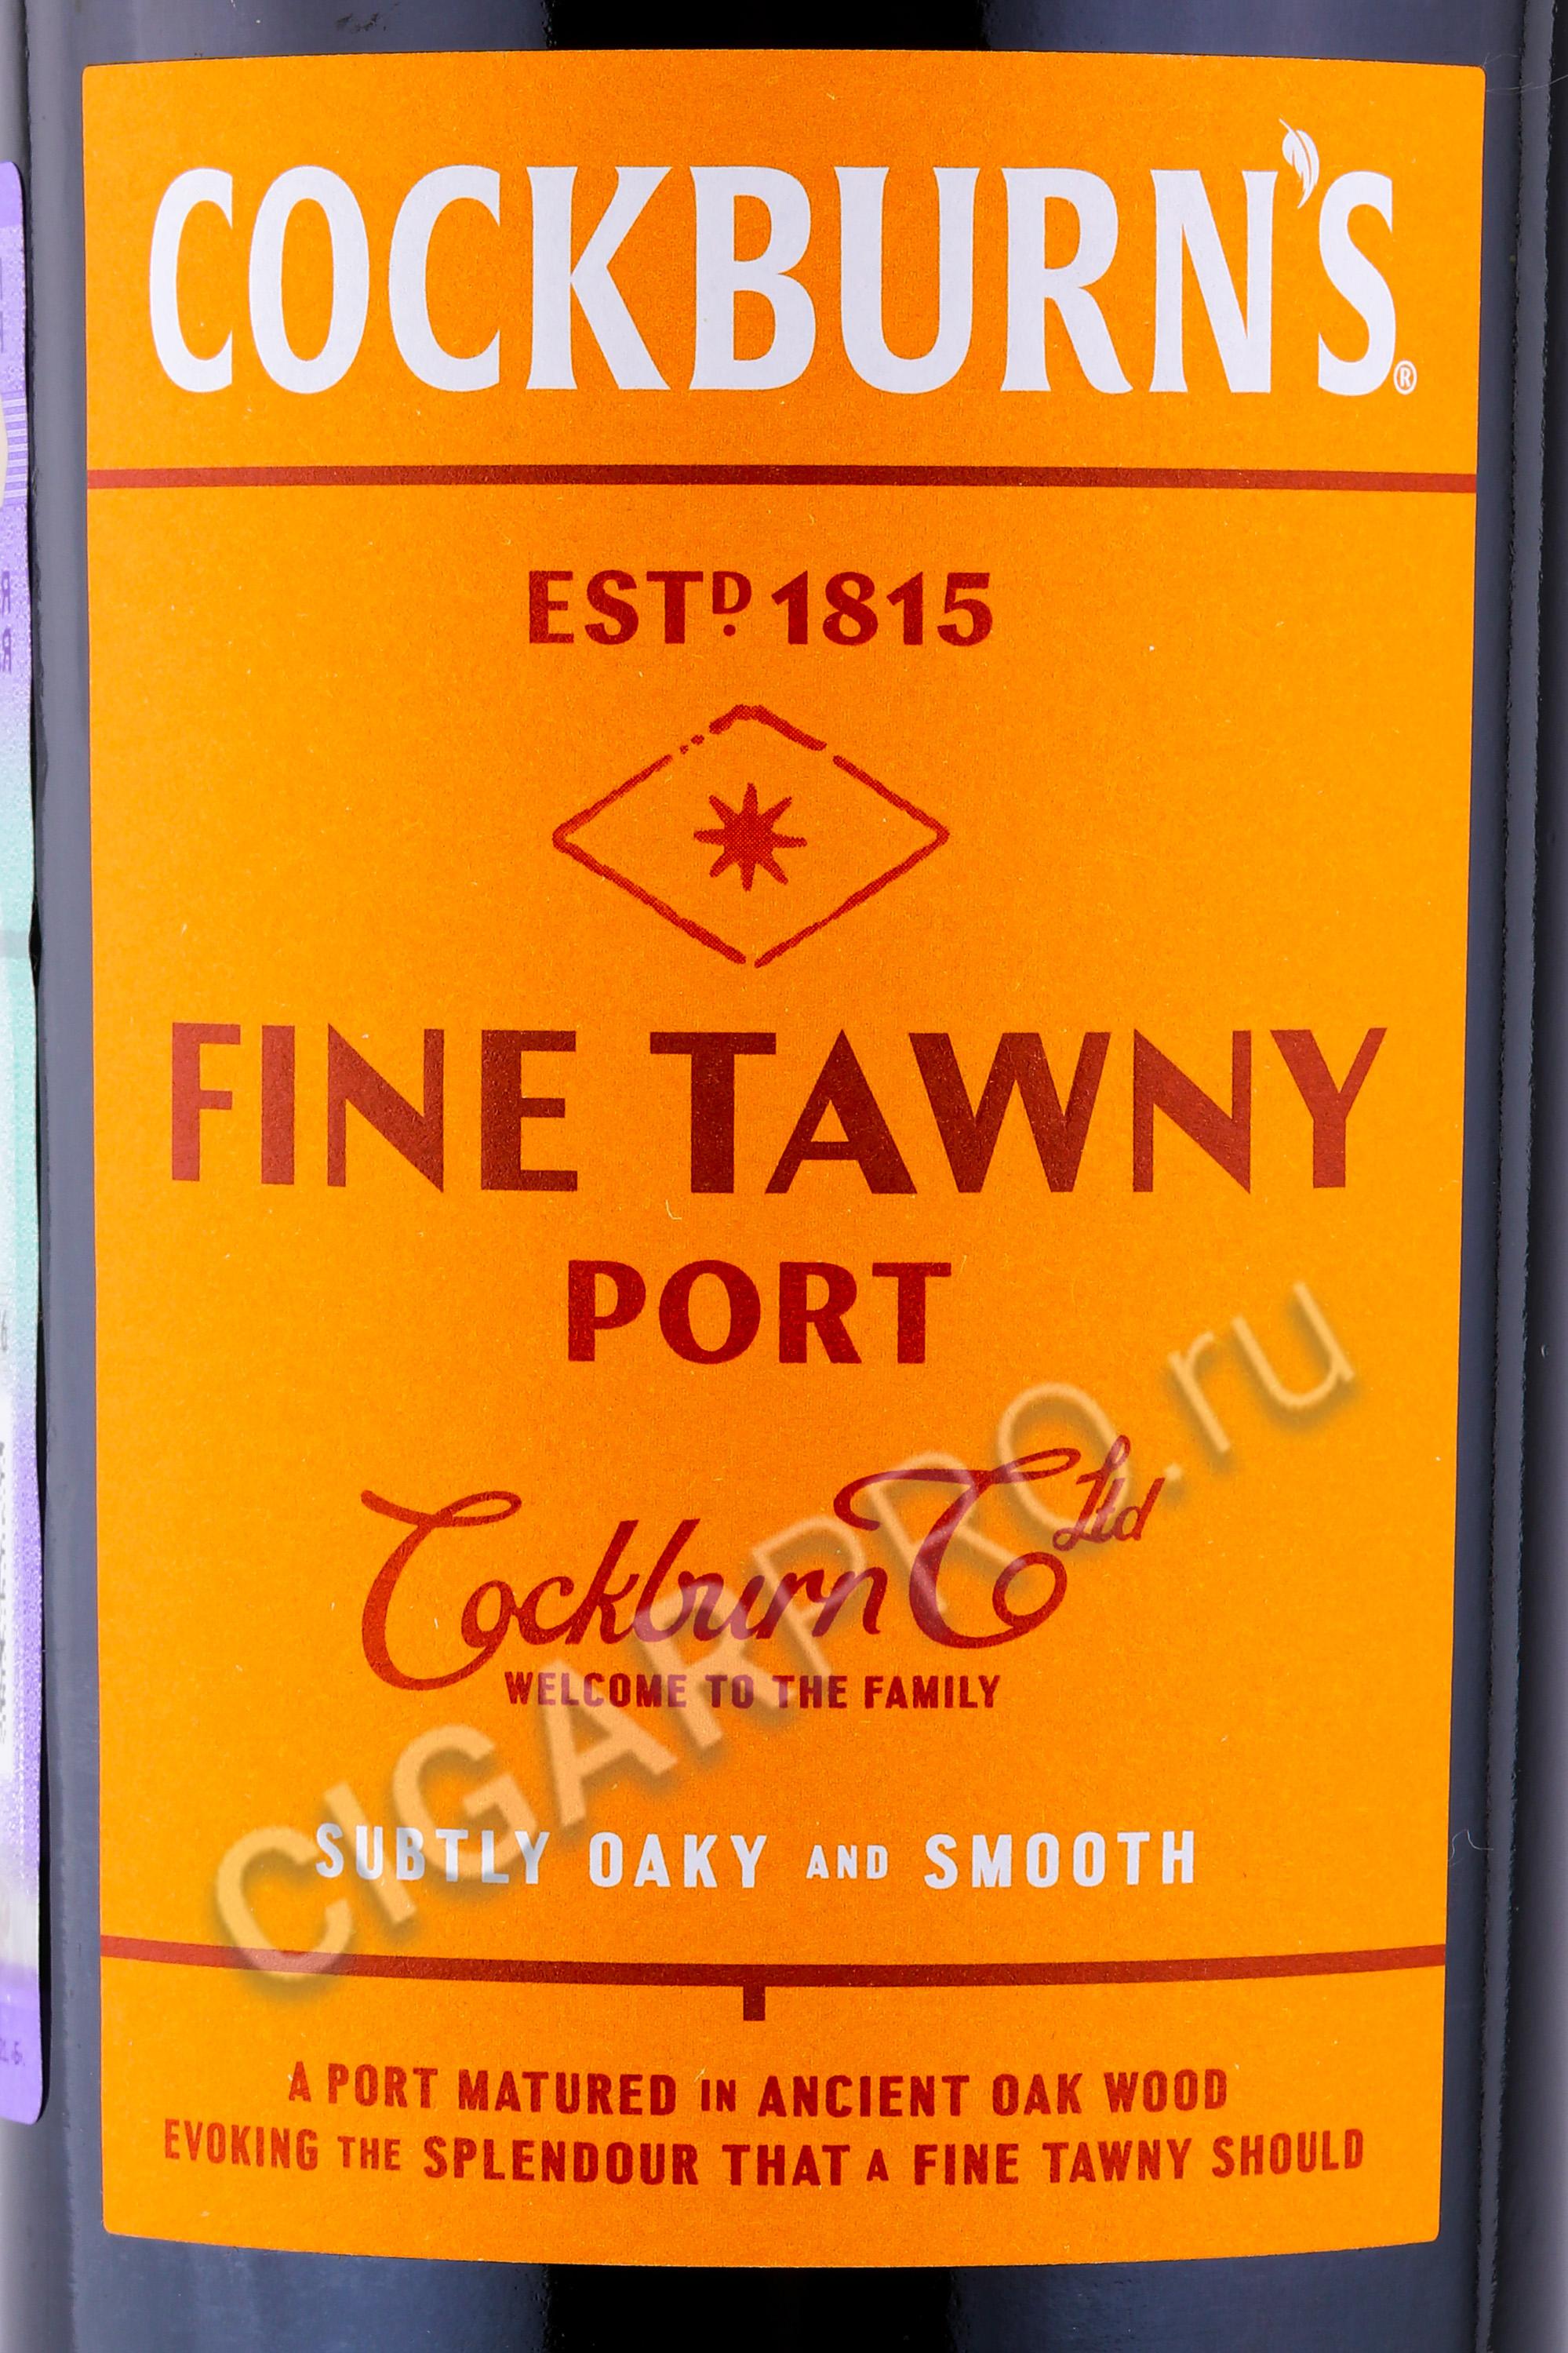 COCKBURN'S®
ESTD. 1815
FINE TAWNY
PORT
Cockburn Co Ltd
WELCOME TO THE FAMILY
SUBTLY OAKY AND SMOOTH
A PORT MATURED IN ANCIENT OAK WOOD
EVOKING THE SPLENDOUR THAT A FINE TAWNY SHOULD
CIGARPRO.ru